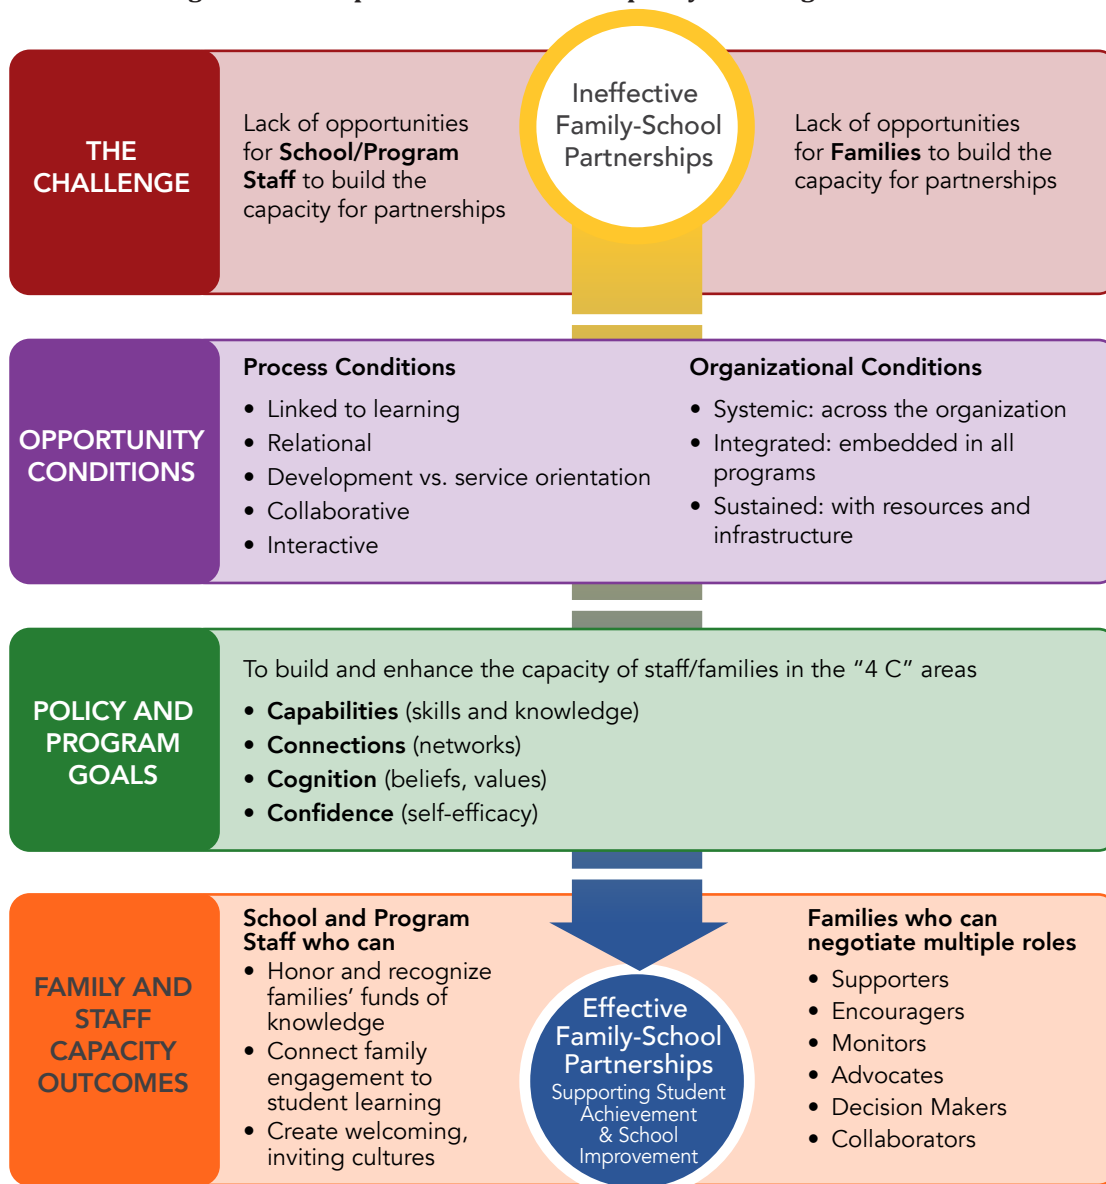 THE
CHALLENGE
Lack of opportunities
for School/Program
Staff to build the
capacity for partnerships
Ineffective
Family-School
Partnerships
Lack of opportunities
for Families to build the
capacity for partnerships
OPPORTUNITY
CONDITIONS
Process Conditions
• Linked to learning
• Relational
• Development vs. service orientation
• Collaborative
• Interactive
Organizational Conditions
• Systemic: across the organization
• Integrated: embedded in all
programs
• Sustained: with resources and
infrastructure
POLICY AND
PROGRAM
GOALS
To build and enhance the capacity of staff/families in the “4 C” areas
• Capabilities (skills and knowledge)
• Connections (networks)
• Cognition (beliefs, values)
• Confidence (self-efficacy)
FAMILY AND
STAFF
CAPACITY
OUTCOMES
School and Program
Staff who can
• Honor and recognize
families’ funds of
knowledge
• Connect family
engagement to
student learning
• Create welcoming,
inviting cultures
Effective
Family-School
Partnerships
Supporting Student
Achievement
& School
Improvement
Families who can
negotiate multiple roles
• Supporters
• Encouragers
• Monitors
• Advocates
• Decision Makers
• Collaborators